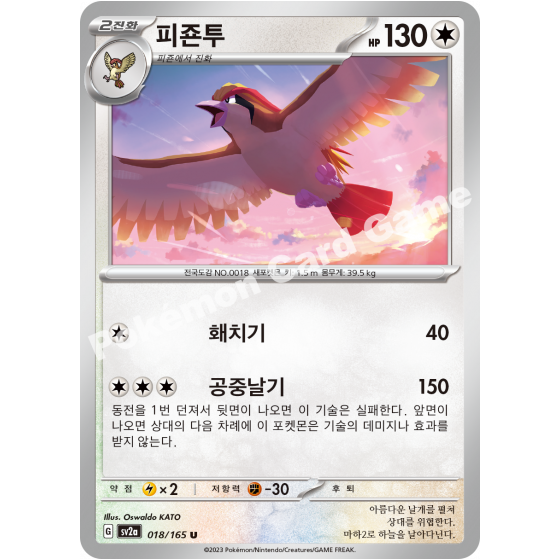 2진화 피죤투 HP 130
피죤에서 진화
전국도감 NO.0018 새포켓몬 키: 1.5 m 몸무게: 39.5 kg
홰치기 40
공중날기 150
동전을 1번 던져서 뒷면이 나오면 이 기술은 실패한다. 앞면이
나오면 상대의 다음 차례에 이 포켓몬은 기술의 데미지나 효과를
받지 않는다.
약점 ×2 저항력 -30 후퇴
Illus. Oswaldo KATO
G sv2a 018/165 U
아름다운 날개를 펼쳐
상대를 위협한다.
마하2로 하늘을 날아다닌다.
©2023 Pokémon/Nintendo/Creatures/GAME FREAK.
Pokémon Card Game